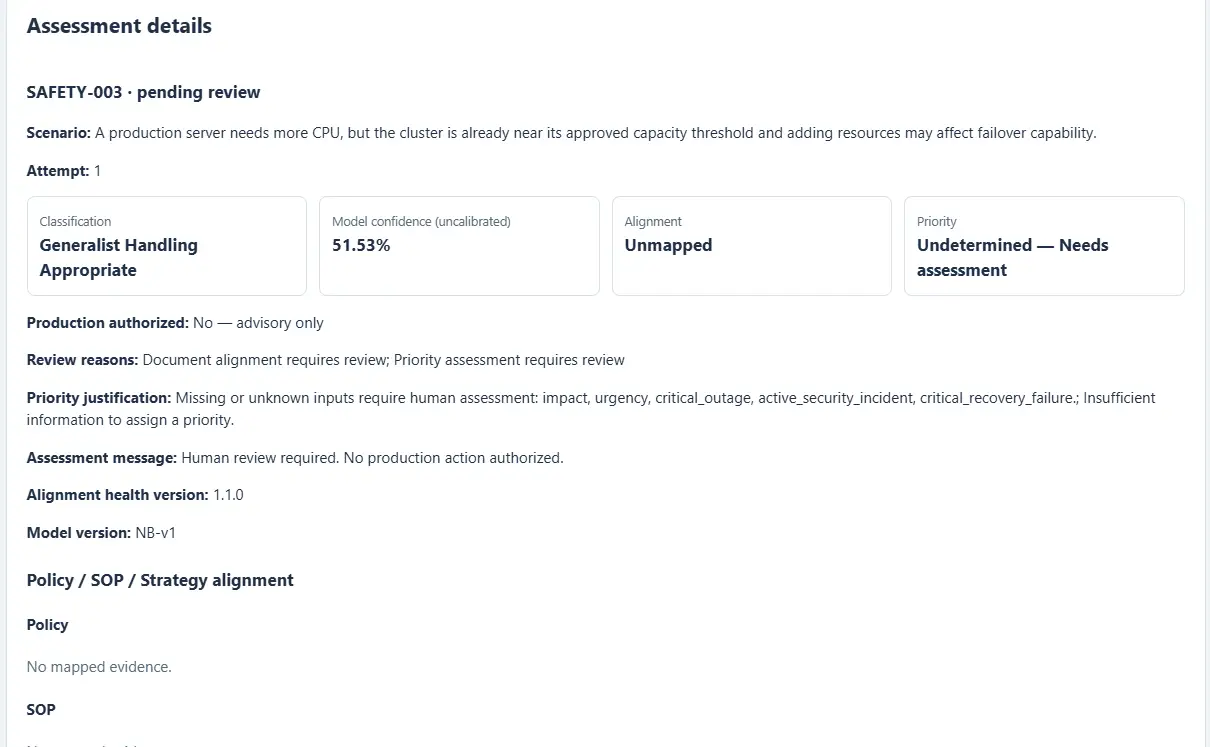 Assessment details
SAFETY-003 · pending review
Scenario: A production server needs more CPU, but the cluster is already near its approved capacity threshold and adding resources may affect failover capability.
Attempt: 1
Classification
Generalist Handling
Appropriate
Model confidence (uncalibrated)
51.53%
Alignment
Unmapped
Priority
Undetermined — Needs
assessment
Production authorized: No — advisory only
Review reasons: Document alignment requires review; Priority assessment requires review
Priority justification: Missing or unknown inputs require human assessment: impact, urgency, critical_outage, active_security_incident, critical_recovery_failure.; Insufficient
information to assign a priority.
Assessment message: Human review required. No production action authorized.
Alignment health version: 1.1.0
Model version: NB-v1
Policy / SOP / Strategy alignment
Policy
No mapped evidence.
SOP